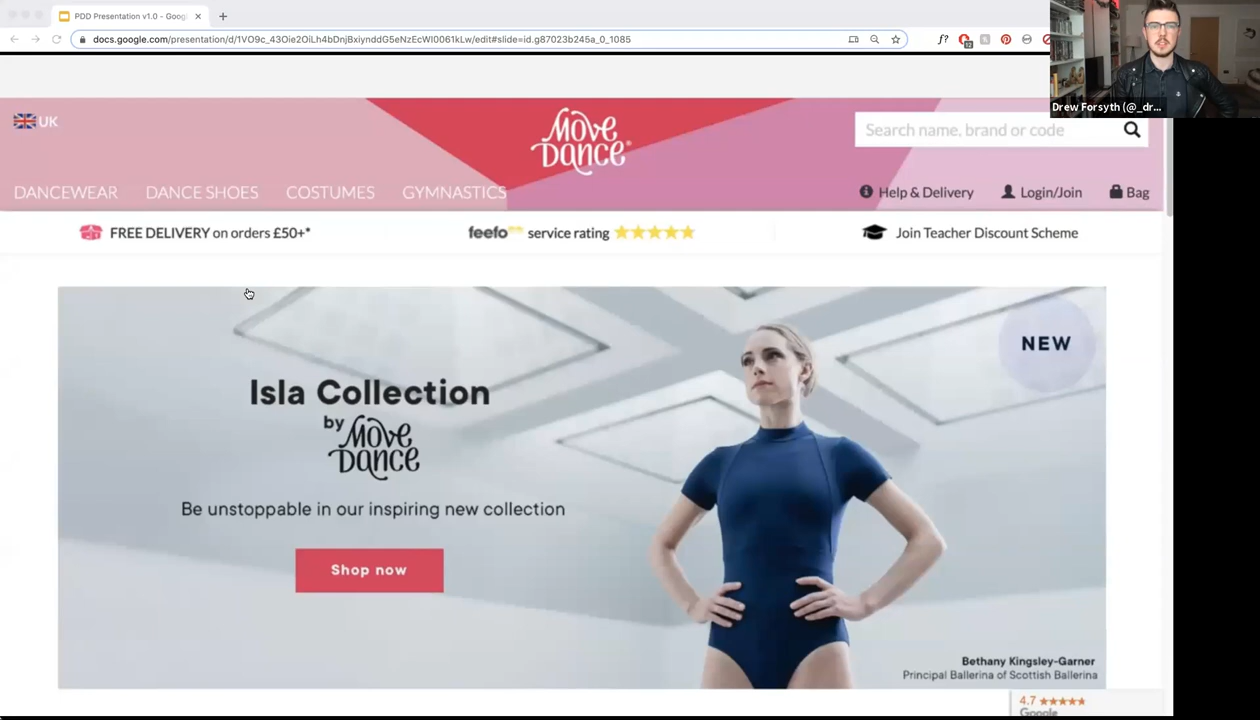 PDD Presentation v1.0 - Goog
docs.google.com/presentation/d/1VO9c_43Oie2OiLh4bDnjBxiynddG5eNzEcWI0061kLw/edit#slide=id.g87023b245a_0_1085
f?
12
Drew Forsyth (@_dr...
UK
Move
Dance
Search name, brand or code
DANCEWEAR DANCE SHOES COSTUMES GYMNASTICS
Help & Delivery Login/Join Bag
FREE DELIVERY on orders £50+*
feefo service rating
Join Teacher Discount Scheme
NEW
Isla Collection
by Move
Dance
Be unstoppable in our inspiring new collection
Shop now
Bethany Kingsley-Garner
Principal Ballerina of Scottish Ballerina
4.7
Google